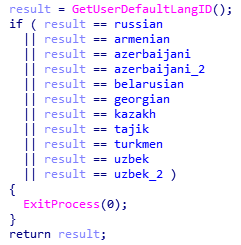 result = GetUserDefaultLangID();
if ( result == russian
|| result == armenian
|| result == azerbaijani
|| result == azerbaijani_2
|| result == belarusian
|| result == georgian
|| result == kazakh
|| result == tajik
|| result == turkmen
|| result == uzbek
|| result == uzbek_2 )
{
ExitProcess(0);
}
return result;